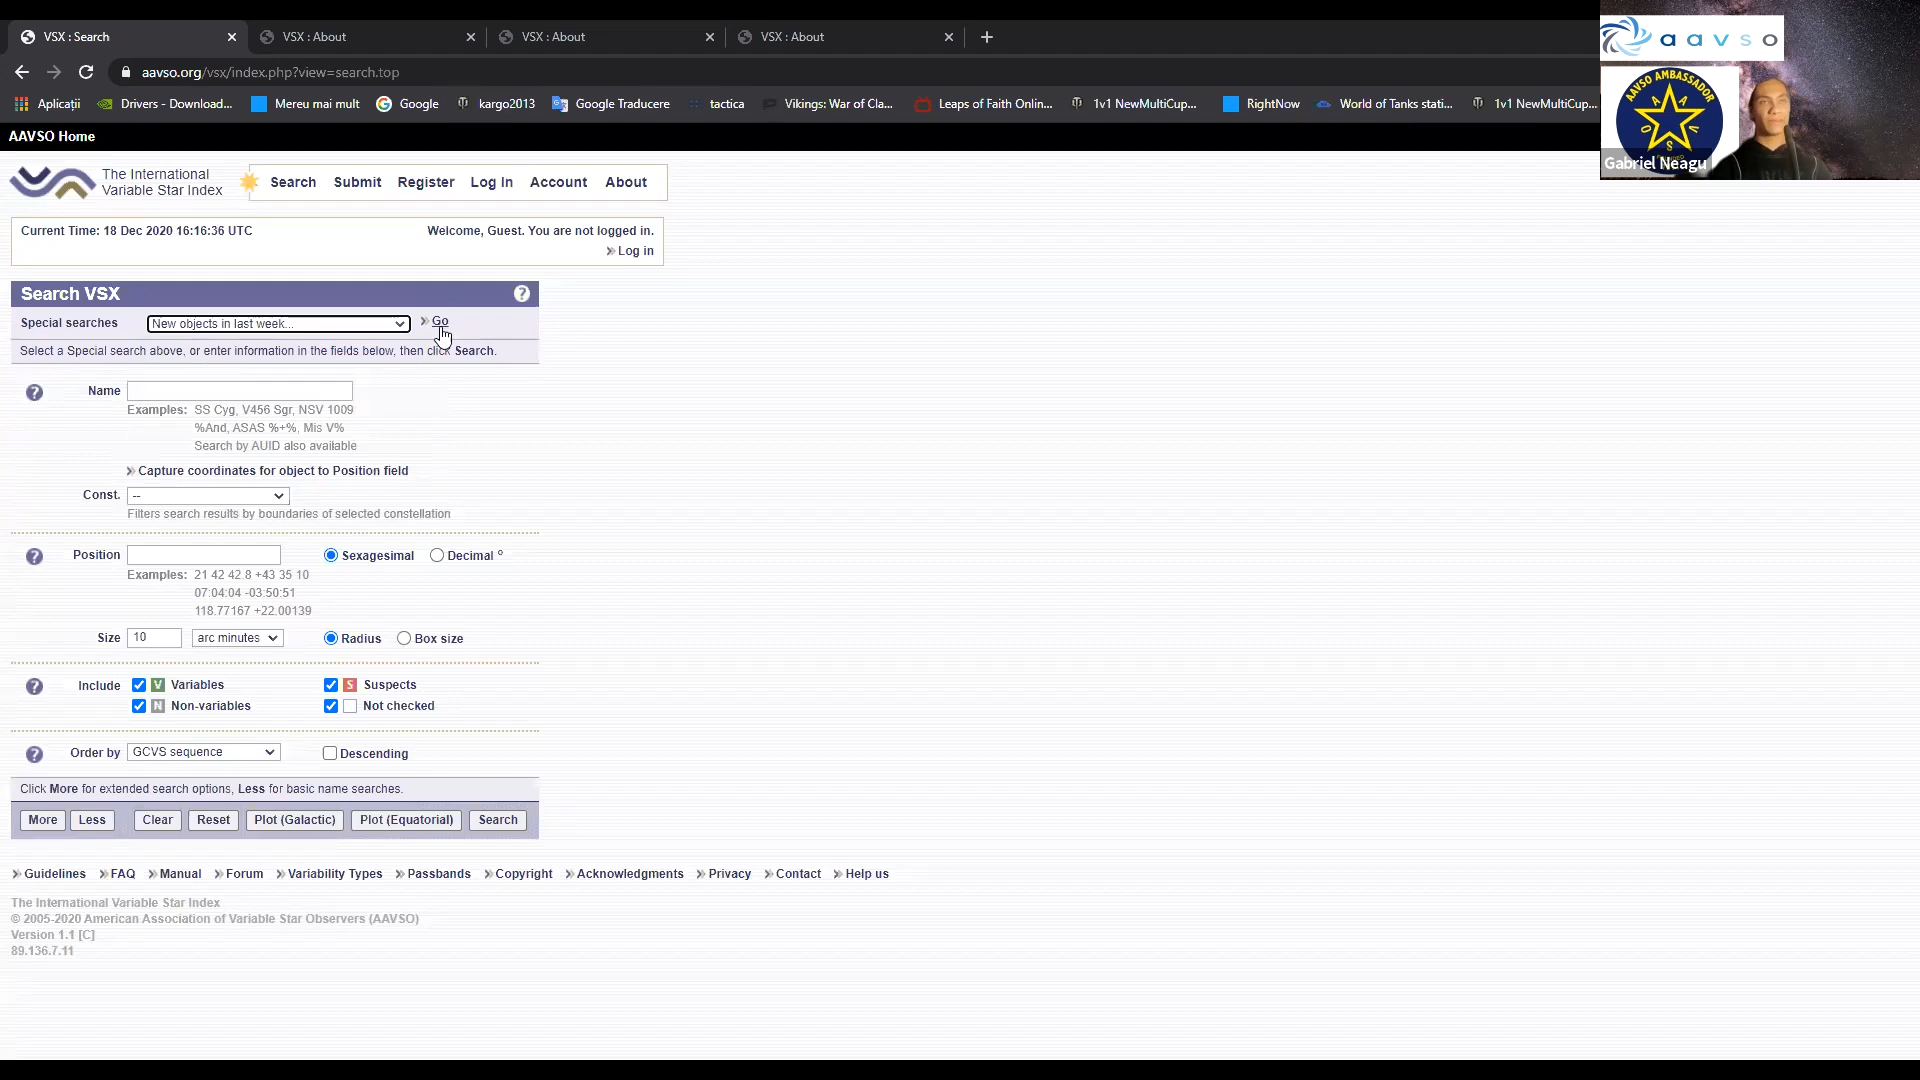 VSX : Search
VSX : About
VSX : About
VSX : About
aavso.org/vsx/index.php?view=search.top
Aplicații
Drivers - Download...
Mereu mai mult
Google
kargo2013
Google Traducere
tactica
Vikings: War of Cla...
Leaps of Faith Onlin...
1v1 NewMultiCup...
RightNow
World of Tanks stati...
1v1 NewMultiCup...
aavso
AAVSO AMBASSADOR
A A
O V
S
Gabriel Neagu
AAVSO Home
The International
Variable Star Index
Search Submit Register Log In Account About
Current Time: 18 Dec 2020 16:16:36 UTC
Welcome, Guest. You are not logged in.
Log in
Search VSX
?
Special searches New objects in last week... Go
Select a Special search above, or enter information in the fields below, then click Search.
? Name
Examples: SS Cyg, V456 Sgr, NSV 1009
%And, ASAS %+%, Mis V%
Search by AUID also available
Capture coordinates for object to Position field
Const. --
Filters search results by boundaries of selected constellation
? Position Sexagesimal Decimal °
Examples: 21 42 42.8 +43 35 10
07:04:04 -03:50:51
118.77167 +22.00139
Size 10 arc minutes Radius Box size
? Include V Variables S Suspects
N Non-variables Not checked
? Order by GCVS sequence Descending
Click More for extended search options, Less for basic name searches.
More Less Clear Reset Plot (Galactic) Plot (Equatorial) Search
Guidelines FAQ Manual Forum Variability Types Passbands Copyright Acknowledgments Privacy Contact Help us
The International Variable Star Index
© 2005-2020 American Association of Variable Star Observers (AAVSO)
Version 1.1 [C]
89.136.7.11